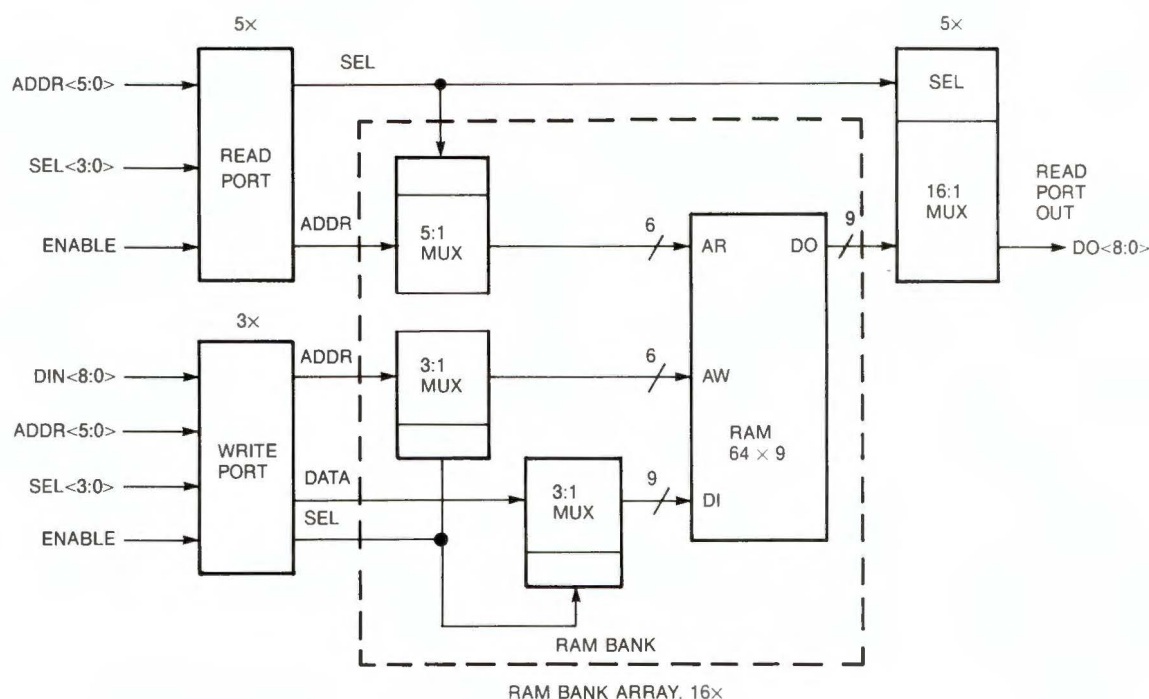 5×
5×
SEL
ADDR<5:0>
SEL
READ
PORT
SEL<3:0>
READ
PORT
OUT
16:1
MUX
ENABLE
ADDR
5:1
MUX
6
AR
DO
9
DO<8:0>
3×
DIN<8:0>
ADDR
3:1
MUX
6
AW
ADDR<5:0>
WRITE
PORT
RAM
64 × 9
SEL<3:0>
DATA
3:1
MUX
9
DI
SEL
ENABLE
RAM BANK
RAM BANK ARRAY, 16×